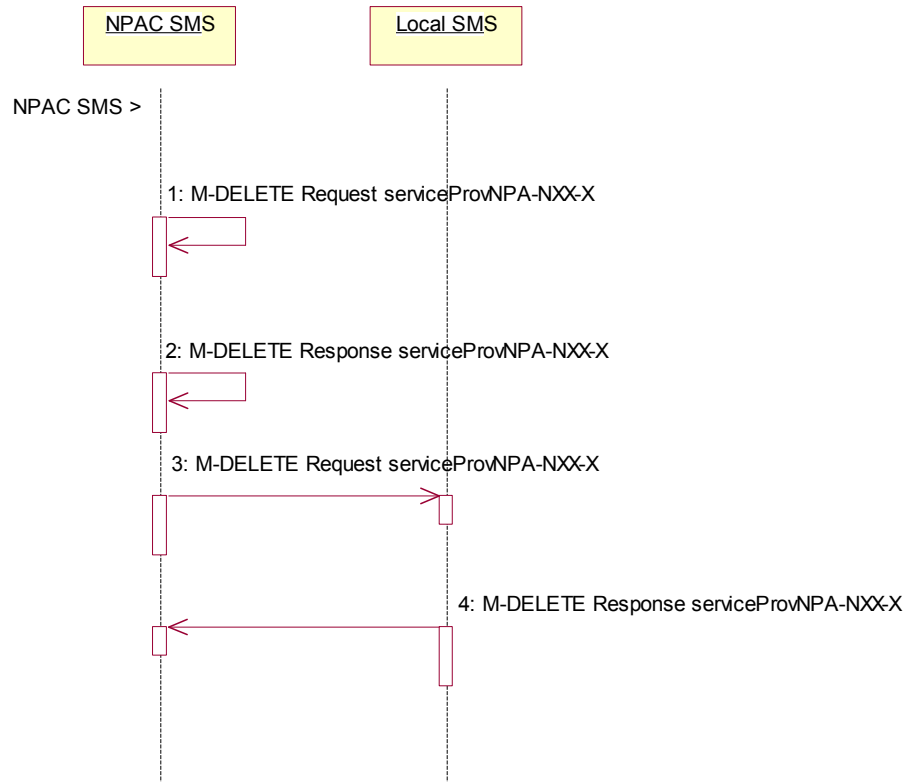 NPAC SMS
Local SMS
NPAC SMS >
1: M-DELETE Request serviceProvNPA-NXX-X
2: M-DELETE Response serviceProvNPA-NXX-X
3: M-DELETE Request serviceProvNPA-NXX-X
4: M-DELETE Response serviceProvNPA-NXX-X